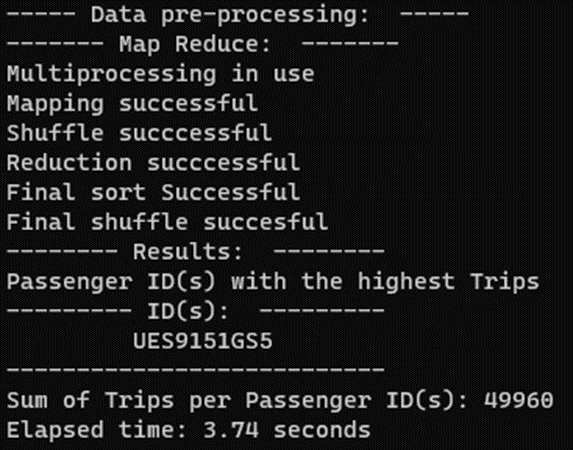 ----- Data pre-processing:  -----
------- Map Reduce:  -------
Multiprocessing in use
Mapping successful
Shuffle succcessful
Reduction succcessful
Final sort Successful
Final shuffle succesful
-------- Results:  --------
Passenger ID(s) with the highest Trips
--------- ID(s):  ---------
UES9151GS5
---------------------------
Sum of Trips per Passenger ID(s): 49960
Elapsed time: 3.74 seconds